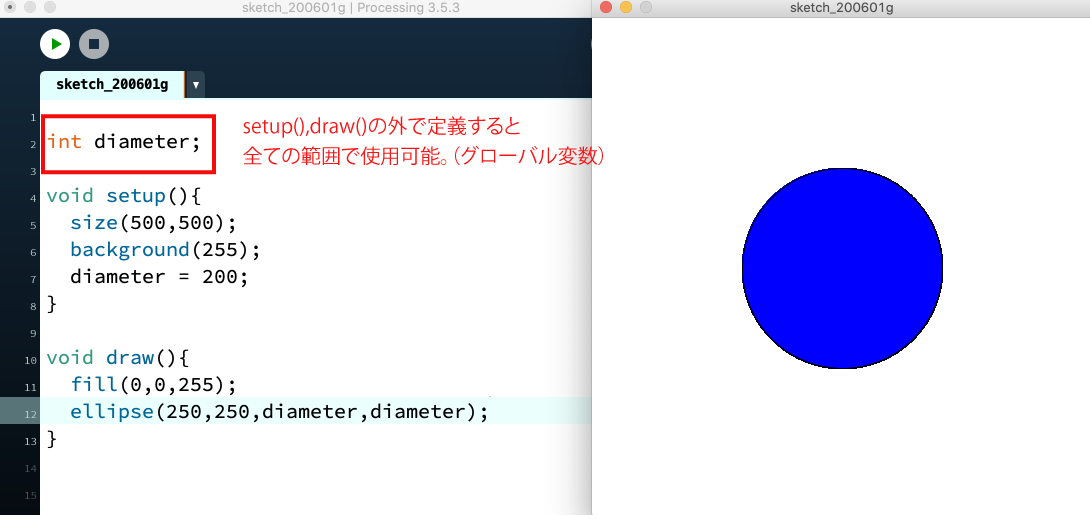 sketch_200601g | Processing 3.5.3
sketch_200601g
sketch_200601g ▼
1
2 int diameter;
setup(),draw()の外で定義すると
全ての範囲で使用可能。（グローバル変数）
3
4 void setup(){
5 size(500,500);
6 background(255);
7 diameter = 200;
8 }
9
10 void draw(){
11 fill(0,0,255);
12 ellipse(250,250,diameter,diameter);
13 }
14
15